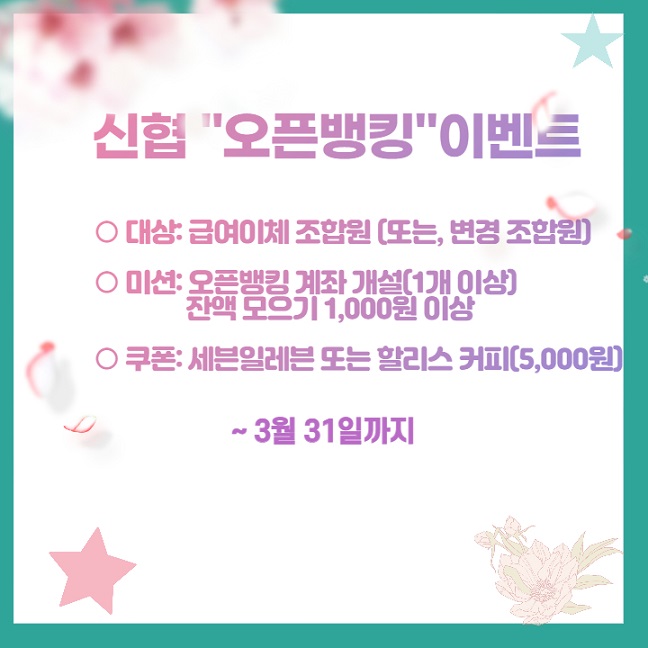 신협 "오픈뱅킹"이벤트
○ 대상: 급여이체 조합원 (또는, 변경 조합원)
○ 미션: 오픈뱅킹 계좌 개설(1개 이상)
잔액 모으기 1,000원 이상
○ 쿠폰: 세븐일레븐 또는 할리스 커피(5,000원)
~ 3월 31일까지